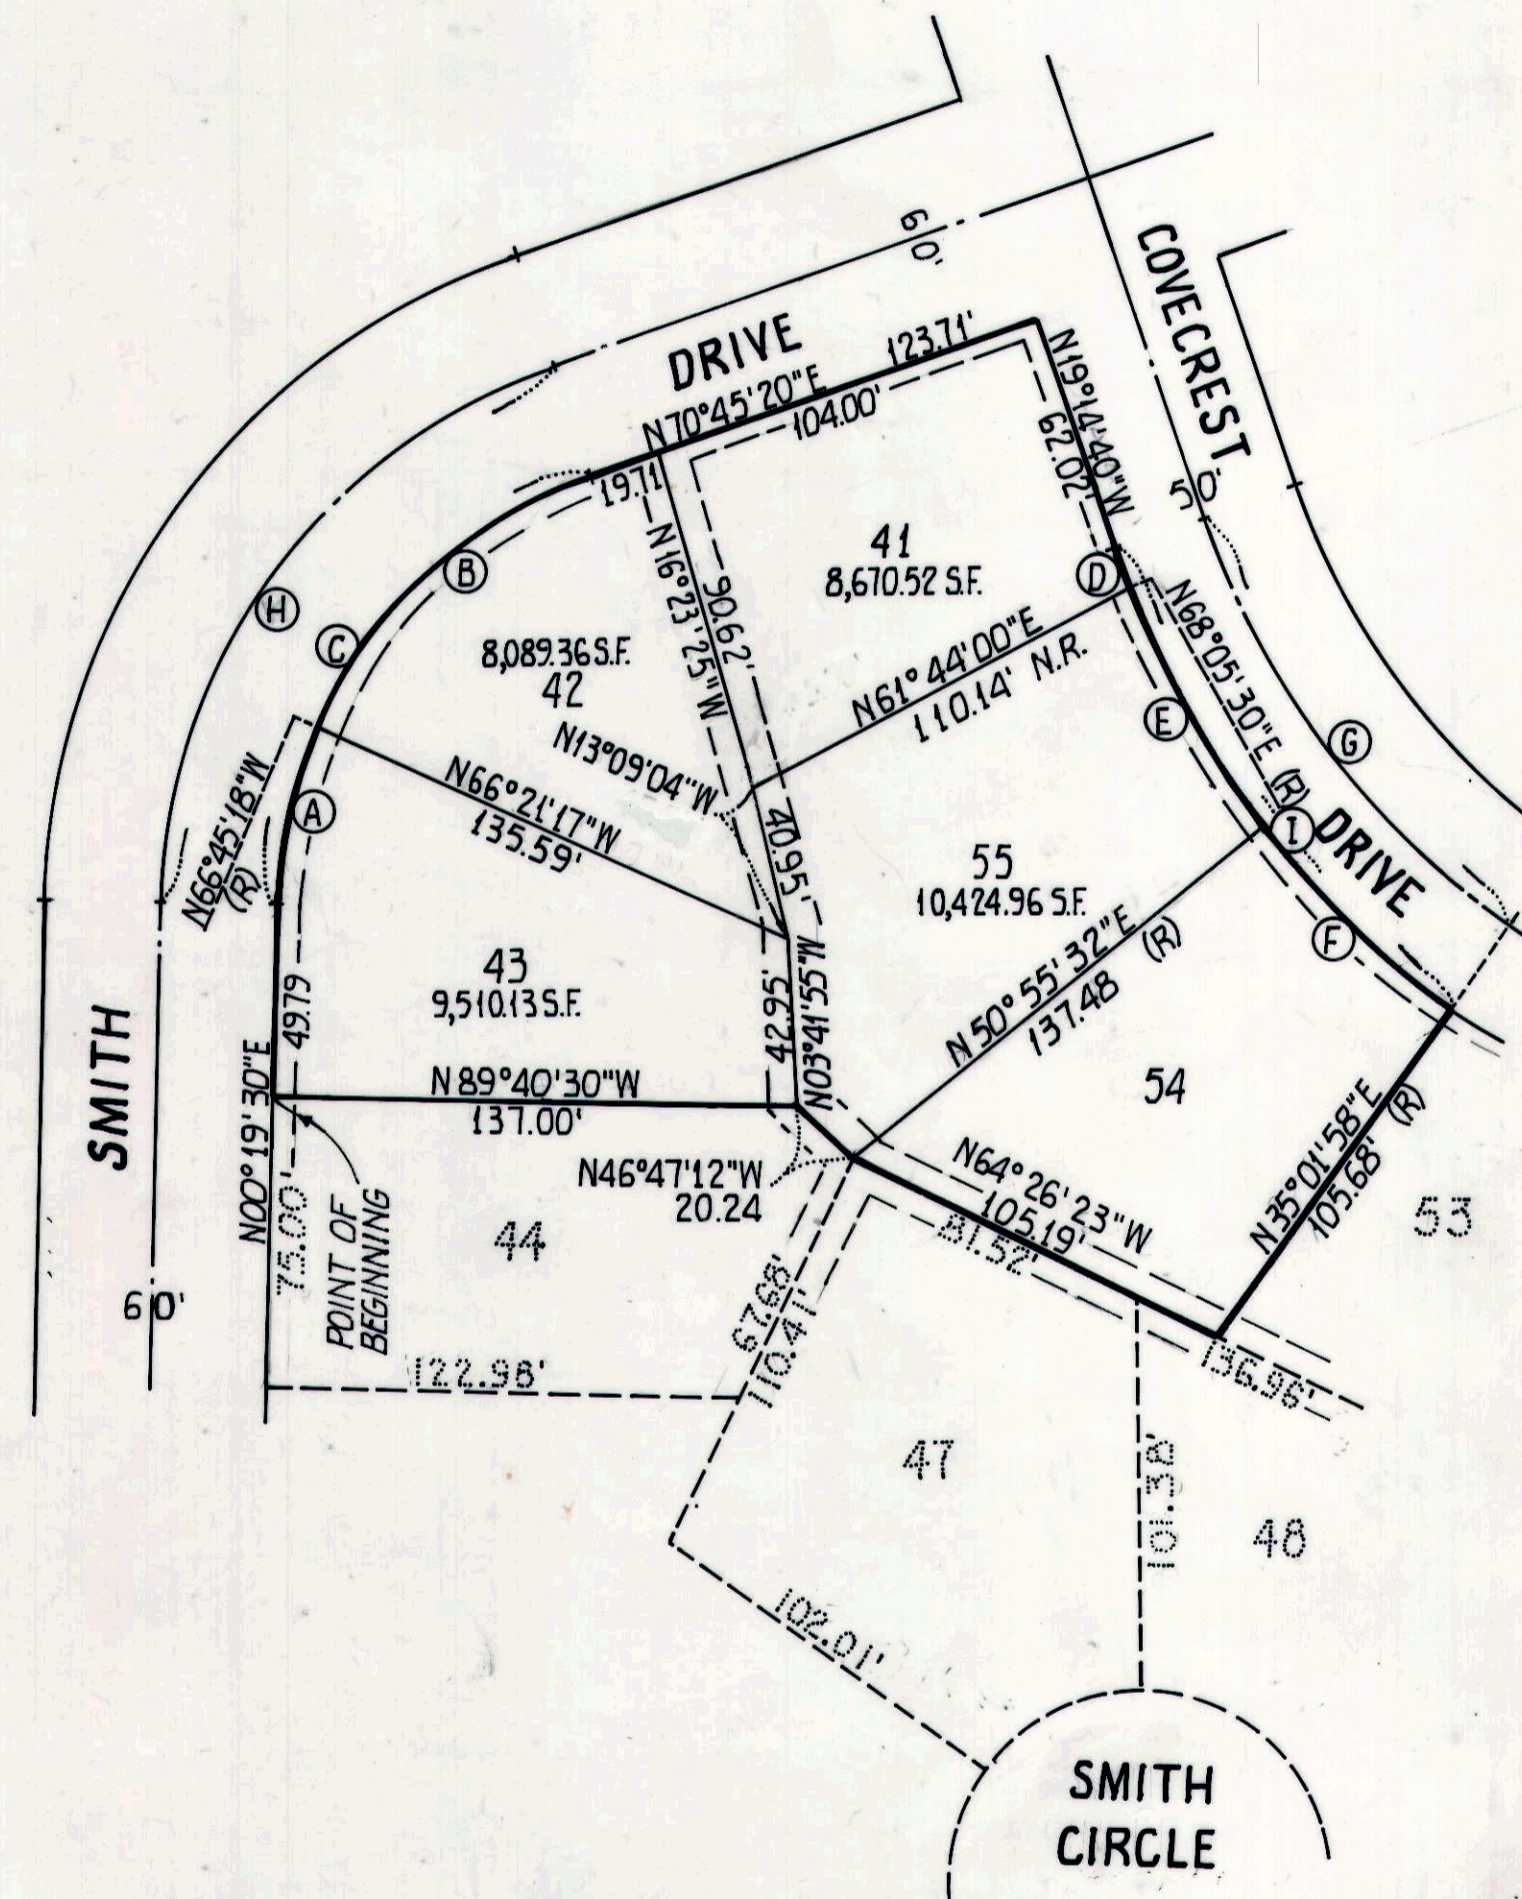 60'
COVECREST
DRIVE
50'
DRIVE
SMITH
60'
N70°45'20"E
123.71'
104.00'
19.71
N19°14'40"W
62.02'
41
8,670.52 S.F.
B
H
C
A
D
E
G
I
F
8,089.36 S.F.
42
N16°23'25"W
90.62'
N61°44'00"E
110.14' N.R.
N68°05'30"E (R)
N13°09'04"W
40.95'
N66°21'17"W
135.59'
N66°45'18"W
(R)
55
10,424.96 S.F.
N50°55'32"E (R)
137.48
43
9,510.13 S.F.
49.79
42.95'
N03°41'55"W
N89°40'30"W
137.00'
N00°19'30"E
75.00'
POINT OF
BEGINNING
N46°47'12"W
20.24
44
54
N64°26'23"W
105.19'
81.52'
N35°01'58"E (R)
105.68'
53
67.68'
110.41'
136.96'
122.98'
47
101.38'
48
102.01'
SMITH
CIRCLE